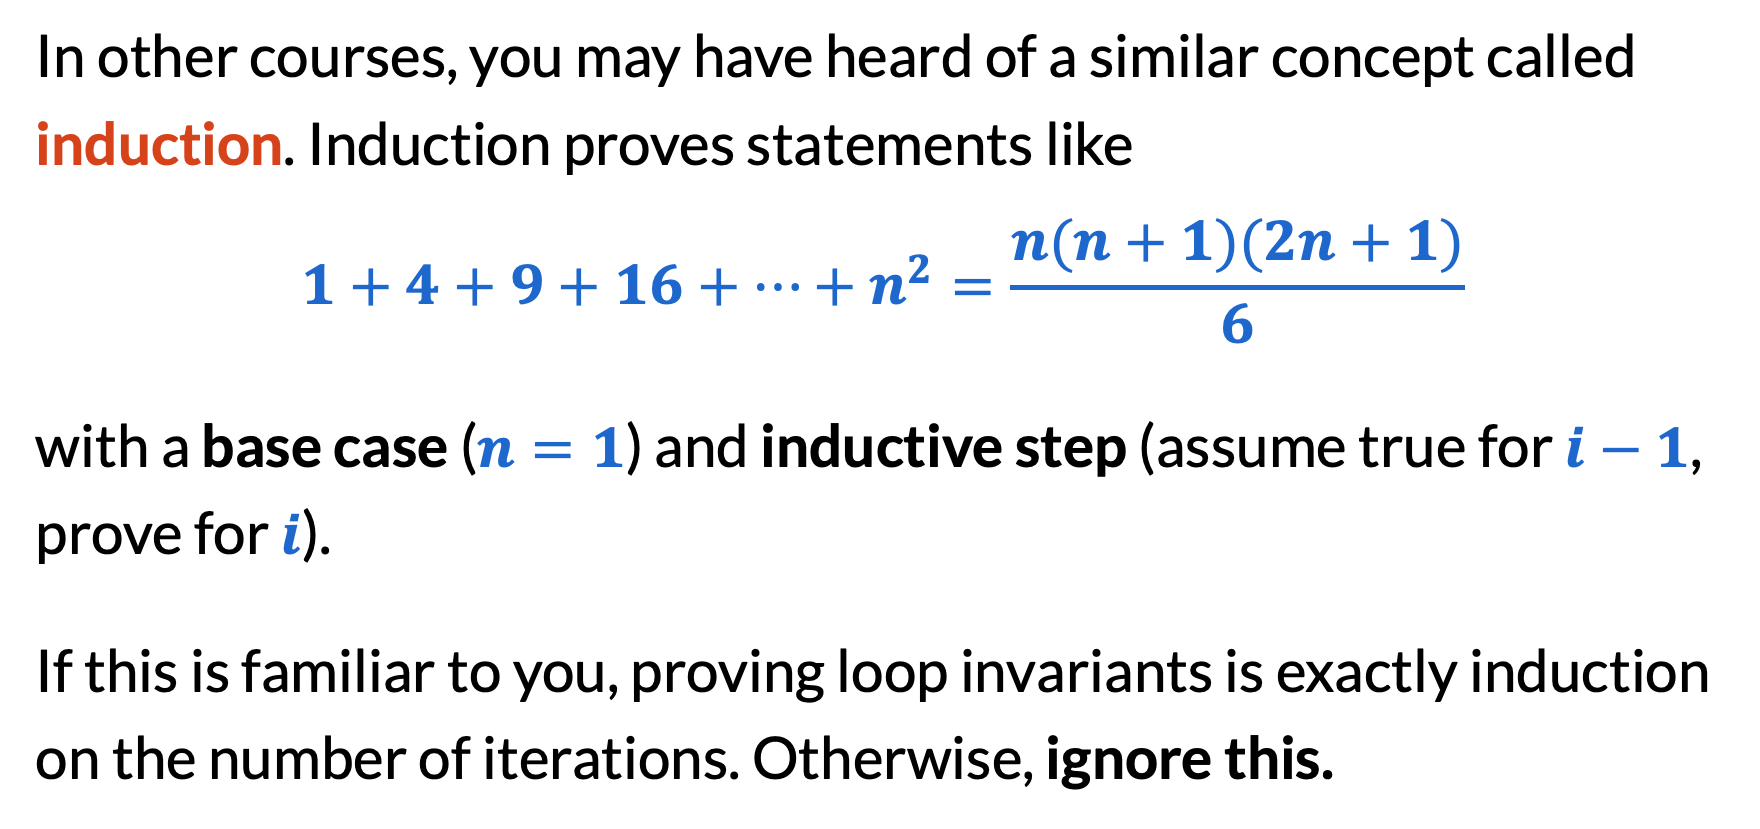 In other courses, you may have heard of a similar concept called
induction. Induction proves statements like
1 + 4 + 9 + 16 + ⋯ + n² = n(n + 1)(2n + 1) / 6
with a base case (n = 1) and inductive step (assume true for i − 1,
prove for i).
If this is familiar to you, proving loop invariants is exactly induction
on the number of iterations. Otherwise, ignore this.